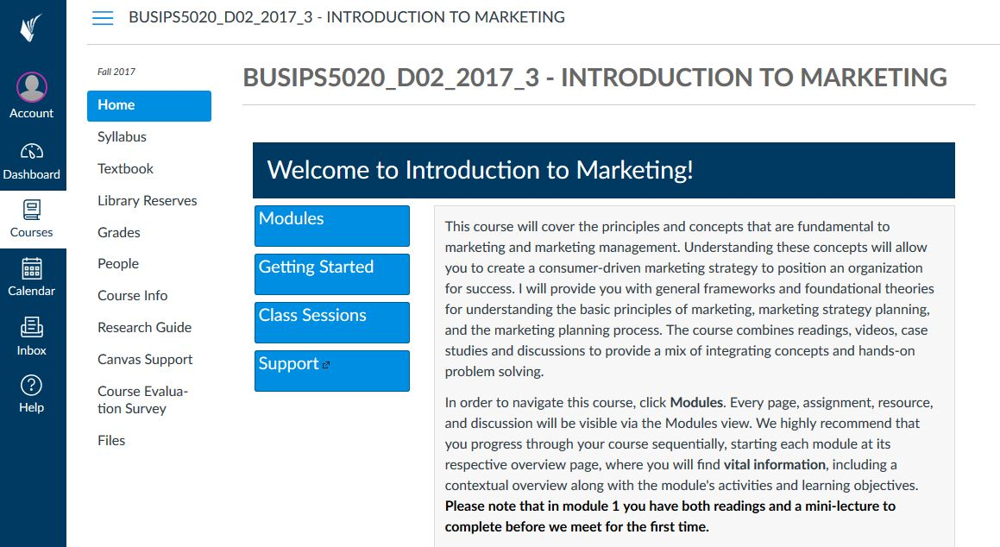 BUSIPS5020_D02_2017_3 - INTRODUCTION TO MARKETING
Account
Dashboard
Courses
Calendar
Inbox
Help
Fall 2017
Home
Syllabus
Textbook
Library Reserves
Grades
People
Course Info
Research Guide
Canvas Support
Course Evalua-
tion Survey
Files
BUSIPS5020_D02_2017_3 - INTRODUCTION TO MARKETING
Welcome to Introduction to Marketing!
Modules
Getting Started
Class Sessions
Support
This course will cover the principles and concepts that are fundamental to
marketing and marketing management. Understanding these concepts will allow
you to create a consumer-driven marketing strategy to position an organization
for success. I will provide you with general frameworks and foundational theories
for understanding the basic principles of marketing, marketing strategy planning,
and the marketing planning process. The course combines readings, videos, case
studies and discussions to provide a mix of integrating concepts and hands-on
problem solving.
In order to navigate this course, click Modules. Every page, assignment, resource,
and discussion will be visible via the Modules view. We highly recommend that
you progress through your course sequentially, starting each module at its
respective overview page, where you will find vital information, including a
contextual overview along with the module's activities and learning objectives.
Please note that in module 1 you have both readings and a mini-lecture to
complete before we meet for the first time.